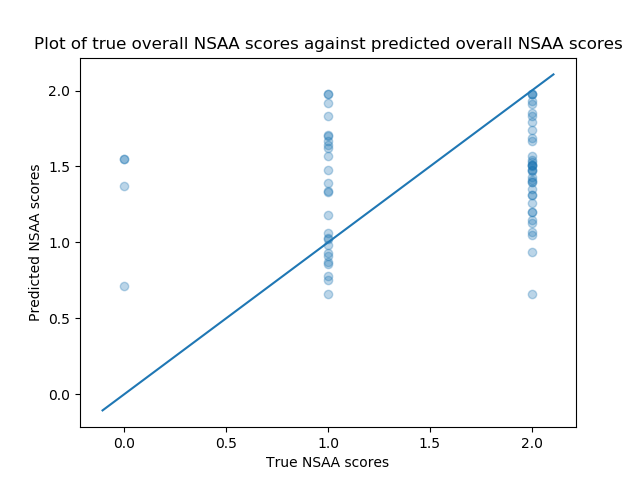 Plot of true overall NSAA scores against predicted overall NSAA scores
Predicted NSAA scores
2.0
1.5
1.0
0.5
0.0
0.0 0.5 1.0 1.5 2.0
True NSAA scores